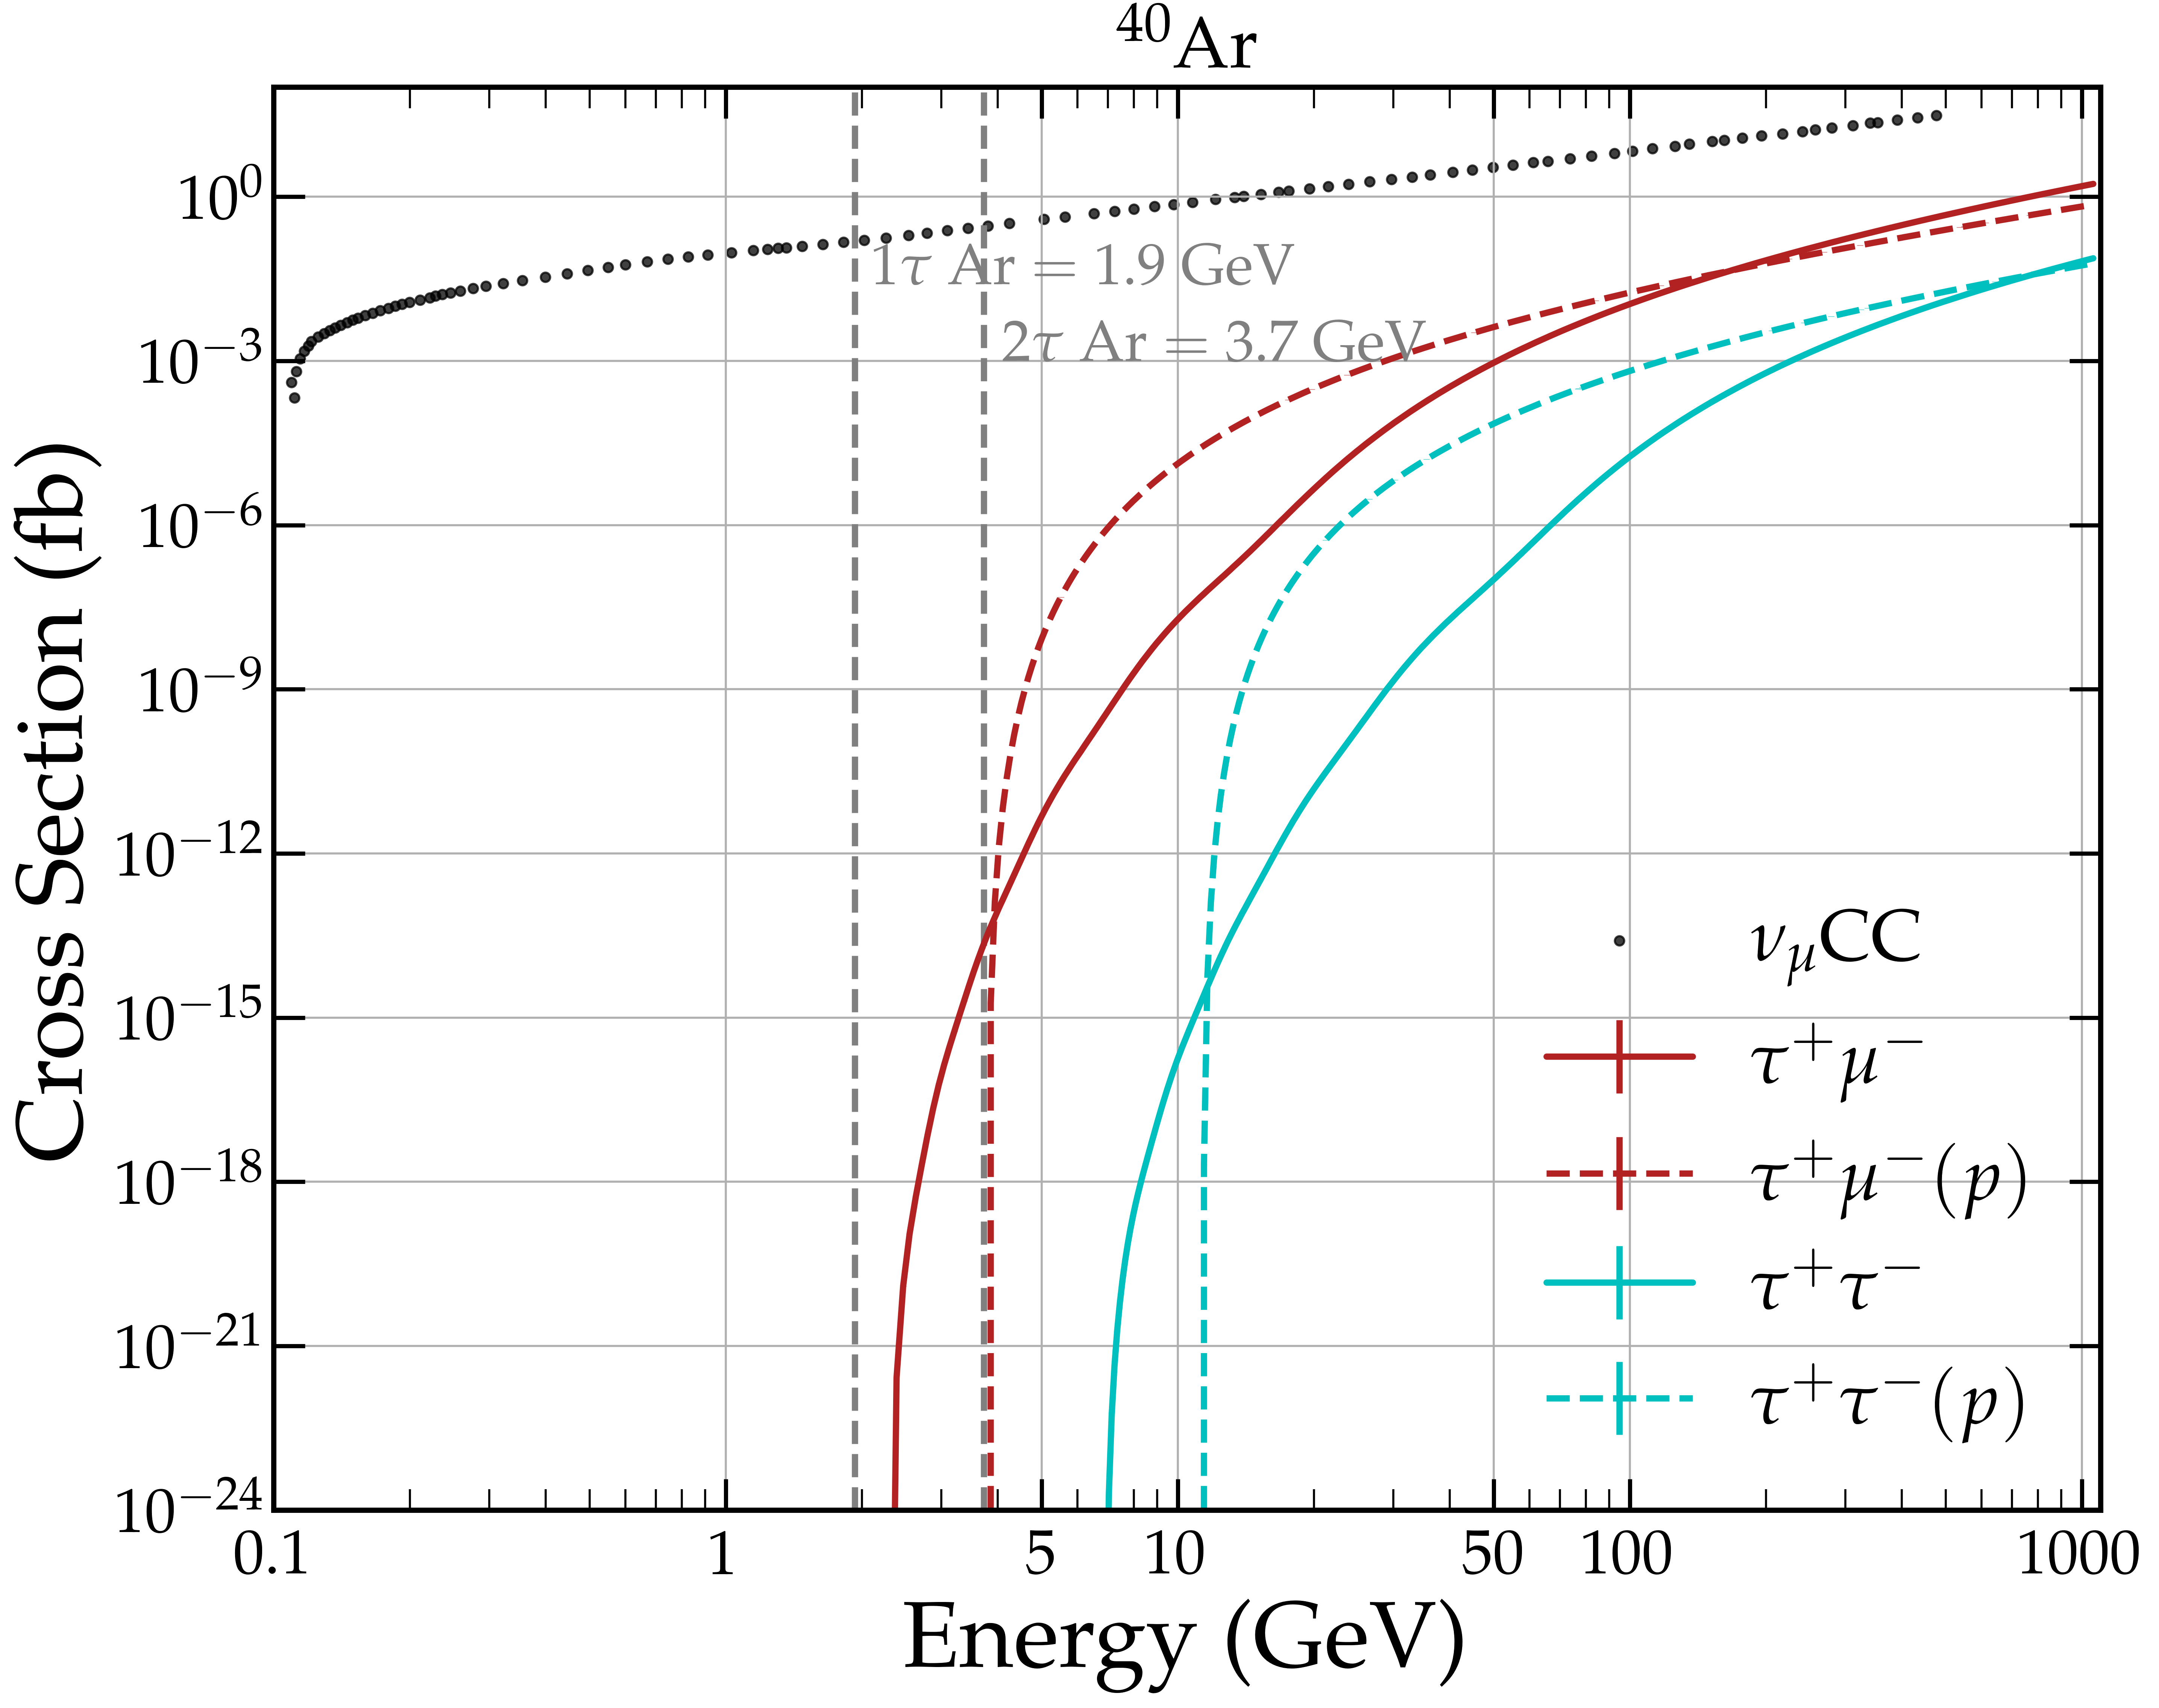 ⁴⁰Ar
Cross Section (fb)
10⁰
10⁻³
10⁻⁶
10⁻⁹
10⁻¹²
10⁻¹⁵
10⁻¹⁸
10⁻²¹
10⁻²⁴
1τ Ar = 1.9 GeV
2τ Ar = 3.7 GeV
ν_μCC
τ⁺μ⁻
τ⁺μ⁻(p)
τ⁺τ⁻
τ⁺τ⁻(p)
0.1 1 5 10 50 100 1000
Energy (GeV)